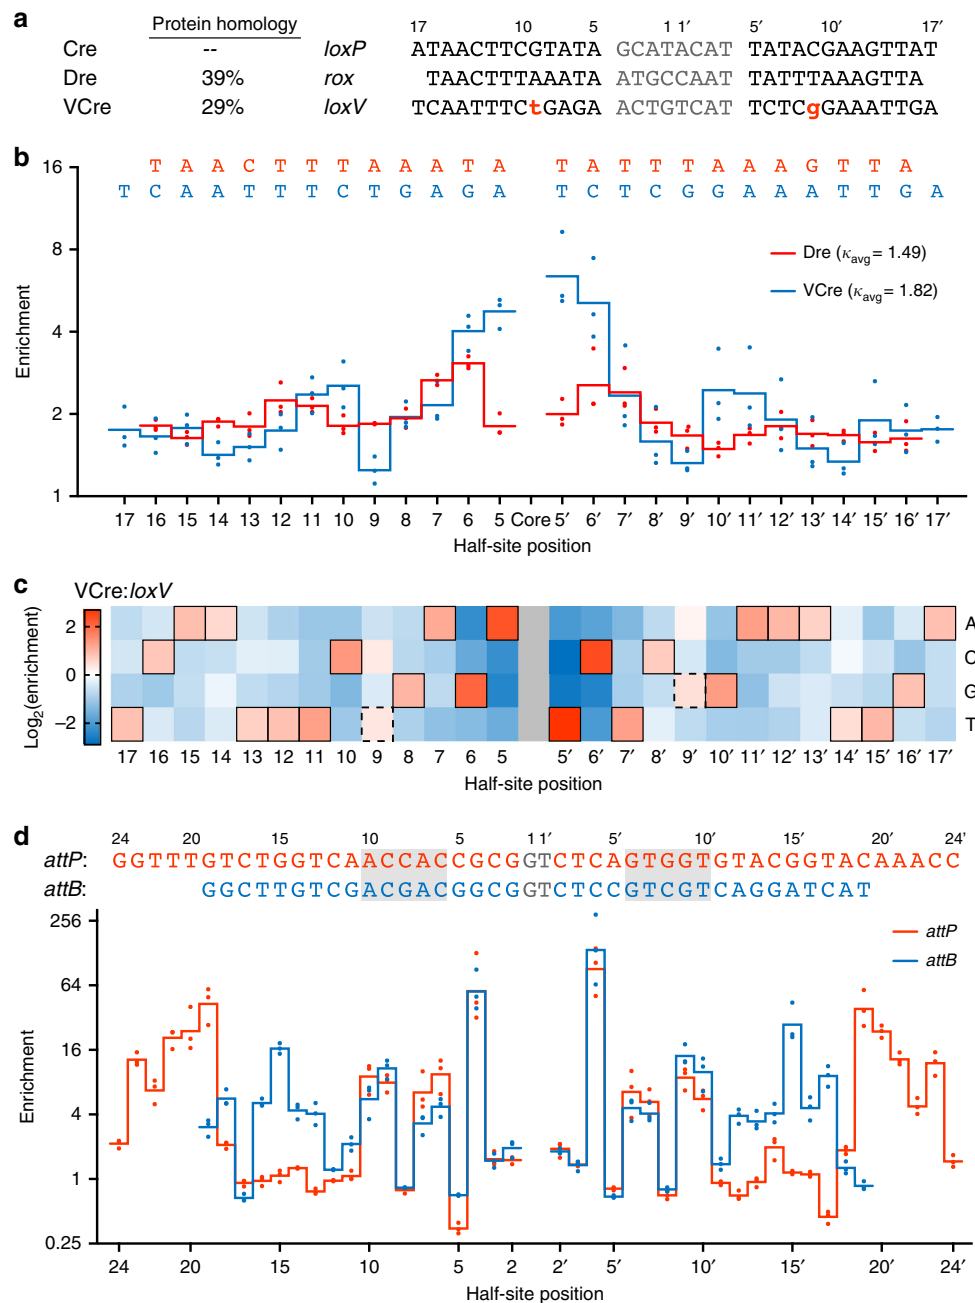 a
Protein homology
17 10 5 1 1′ 5′ 10′ 17′
Cre -- loxP ATAACTTCGTATA GCATACAT TATACGAAGTTAT
Dre 39% rox TAACTTTAAATA ATGCCAAT TATTTAAAGTTA
VCre 29% loxV TCAATTTCtGAGA ACTGTCAT TCTCgGAAATTGA
b
T A A C T T T A A A T A T A T T T A A A G T T A
T C A A T T T C T G A G A T C T C G G A A A T T G A
16
8
4
2
1
Enrichment
Dre (κavg = 1.49)
VCre (κavg = 1.82)
17 16 15 14 13 12 11 10 9 8 7 6 5 Core 5′ 6′ 7′ 8′ 9′ 10′ 11′ 12′ 13′ 14′ 15′ 16′ 17′
Half-site position
c
VCre:loxV
Log2(enrichment)
2
0
−2
A
C
G
T
17 16 15 14 13 12 11 10 9 8 7 6 5 5′ 6′ 7′ 8′ 9′ 10′ 11′ 12′ 13′ 14′ 15′ 16′ 17′
Half-site position
d
24 20 15 10 5 1 1′ 5′ 10′ 15′ 20′ 24′
attP: GGTTTGTCTGGTCAACCACCGCGGTCTCAGTGGTGTACGGTACAAACC
attB: GGCTTGTCGACGACGGCGGTCTCCGTCGTCAGGATCAT
256
64
16
4
1
0.25
Enrichment
attP
attB
24 20 15 10 5 2 2′ 5′ 10′ 15′ 20′ 24′
Half-site position